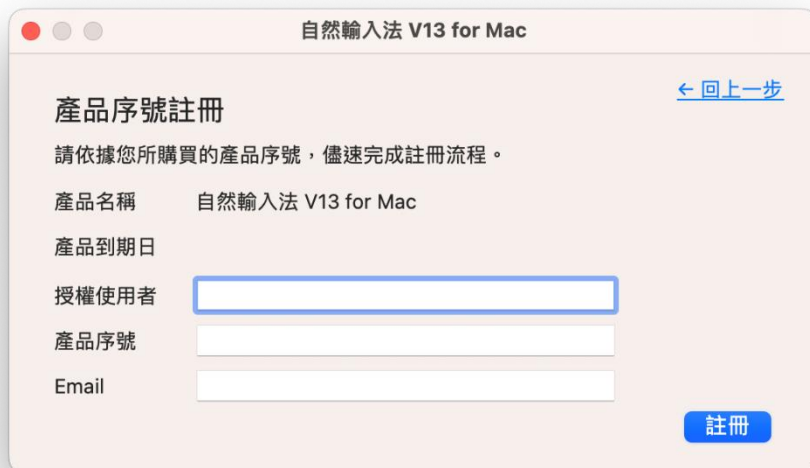 自然輸入法 V13 for Mac
← 回上一步
產品序號註冊
請依據您所購買的產品序號，儘速完成註冊流程。
產品名稱 自然輸入法 V13 for Mac
產品到期日
授權使用者
產品序號
Email
註冊